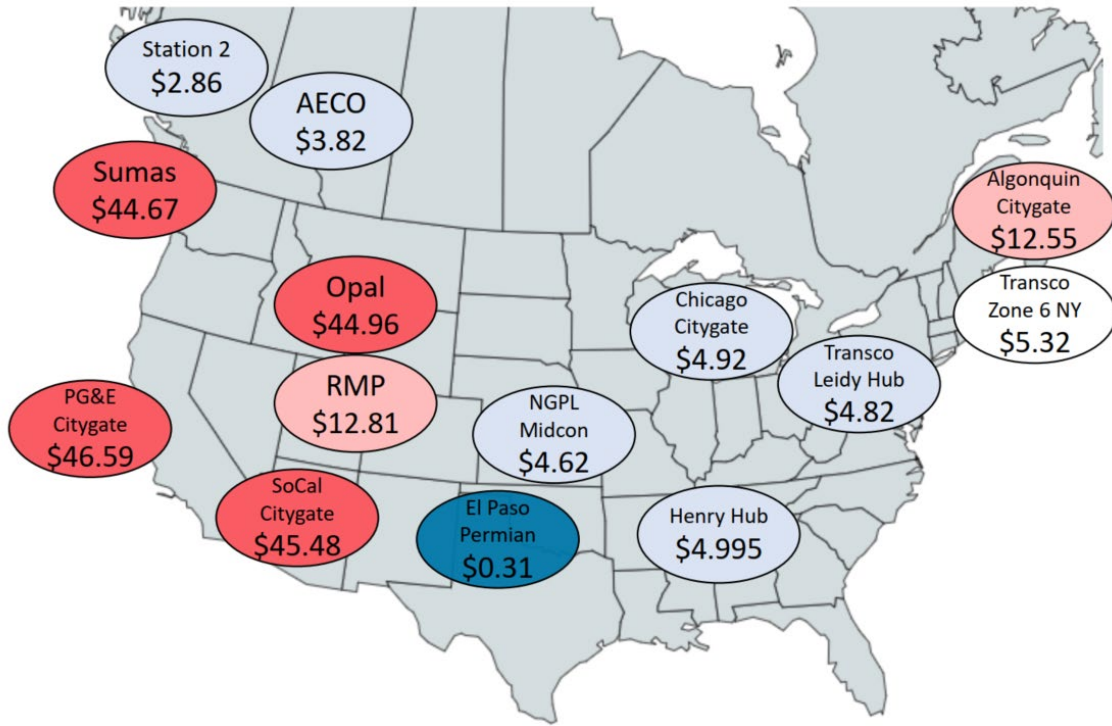 Station 2
$2.86
AECO
$3.82
Sumas
$44.67
Algonquin
Citygate
$12.55
Opal
$44.96
Chicago
Citygate
$4.92
Transco
Zone 6 NY
$5.32
Transco
Leidy Hub
$4.82
RMP
$12.81
PG&E
Citygate
$46.59
NGPL
Midcon
$4.62
SoCal
Citygate
$45.48
El Paso
Permian
$0.31
Henry Hub
$4.995